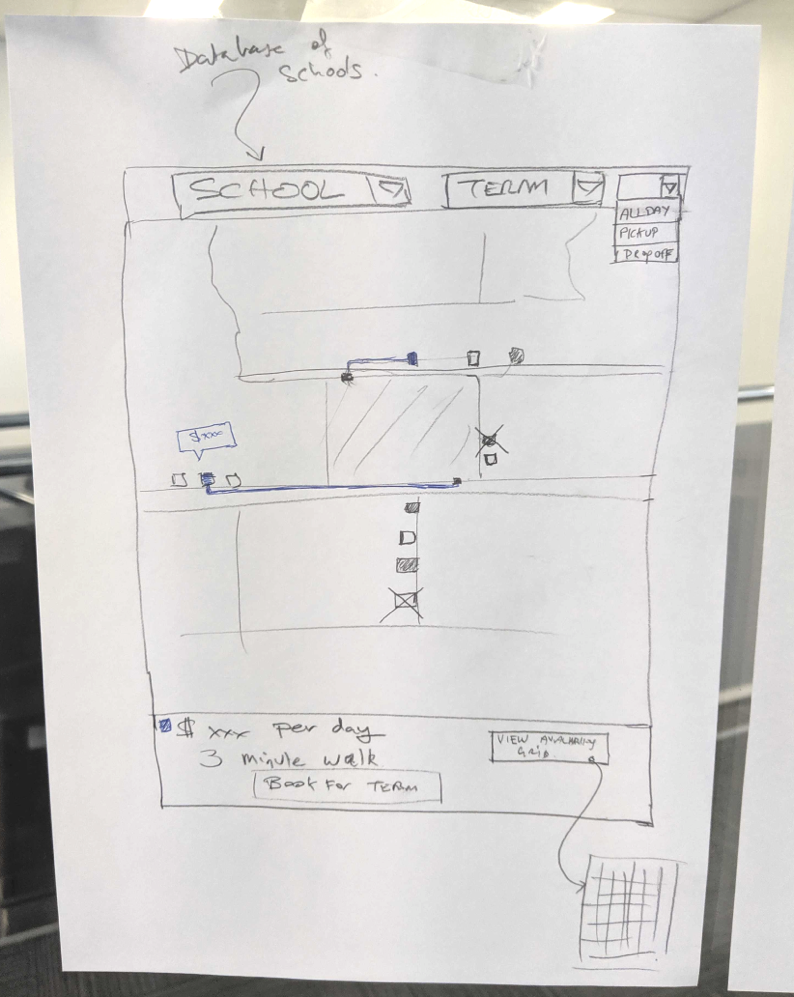 Database of
Schools.
SCHOOL
TERM
ALLDAY
PICKUP
DROPOFF
$xxx
$ xxx per day
3 minute walk
VIEW AVAILABILITY
GRID
BOOK FOR TERM